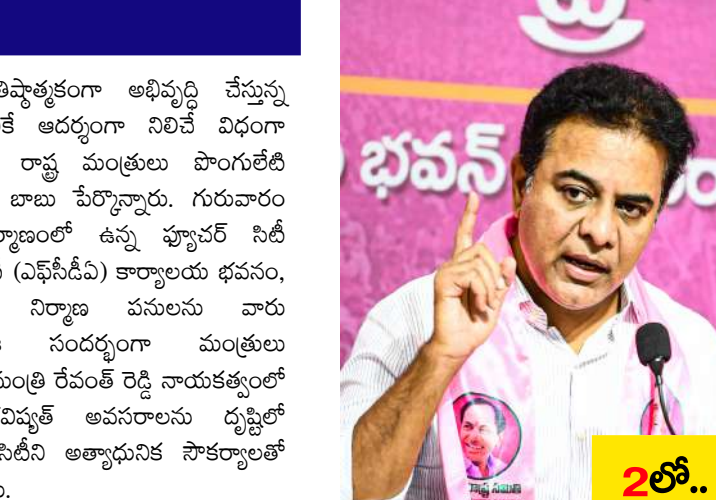 తిష్ఠాత్మకంగా అభివృద్ధి చేస్తున్న
కే ఆదర్శంగా నిలిచే విధంగా
రాష్ట్ర మంత్రులు పొంగులేటి
బాబు పేర్కొన్నారు. గురువారం
ర్మాణంలో ఉన్న ఫ్యూచర్ సిటీ
(ఎఫ్‌సీడీఏ) కార్యాలయ భవనం,
నిర్మాణ పనులను వారు
సందర్భంగా మంత్రులు
మంత్రి రేవంత్ రెడ్డి నాయకత్వంలో
విష్యత్ అవసరాలను దృష్టిలో
సిటీని అత్యాధునిక సౌకర్యాలతో
భవన్
రాష్ట్ర సమితి
2లో..